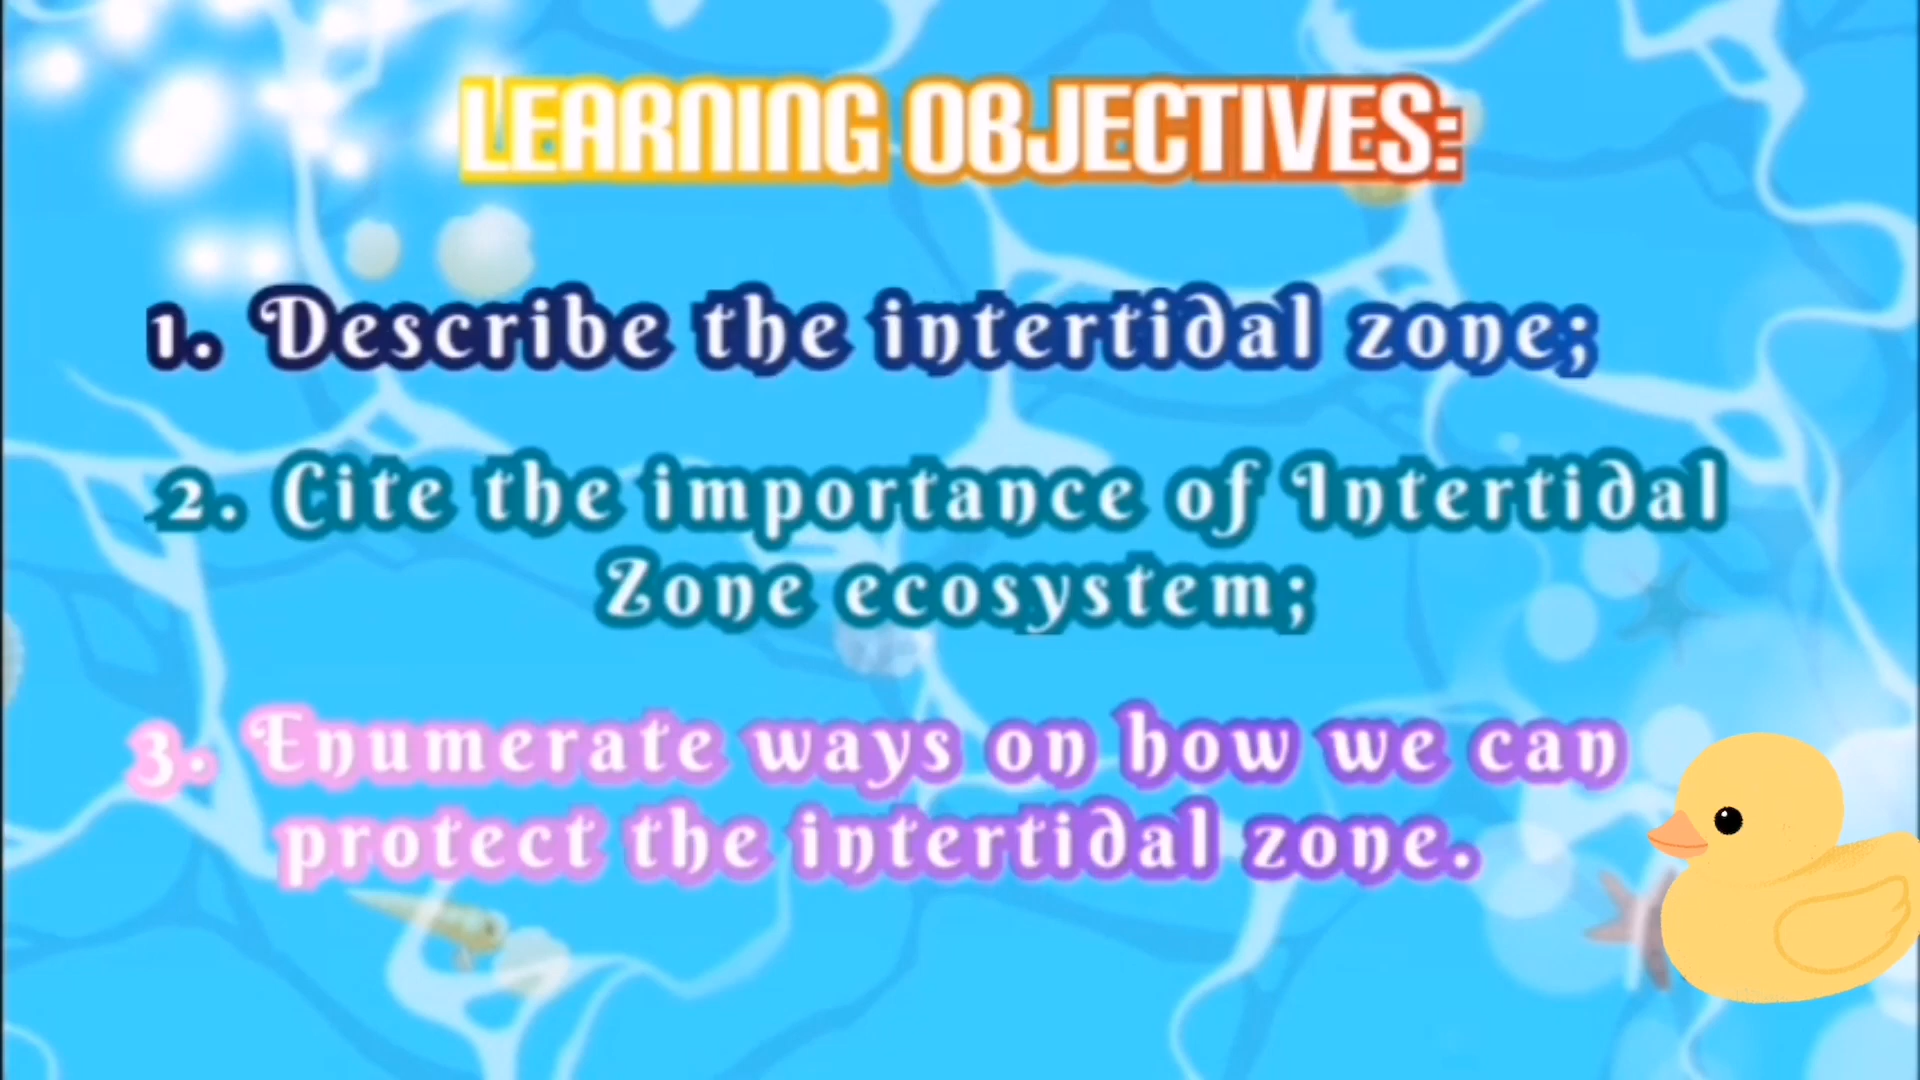 LEARNING OBJECTIVES:
1. Describe the intertidal zone;
2. Cite the importance of Intertidal
Zone ecosystem;
3. Enumerate ways on how we can
protect the intertidal zone.